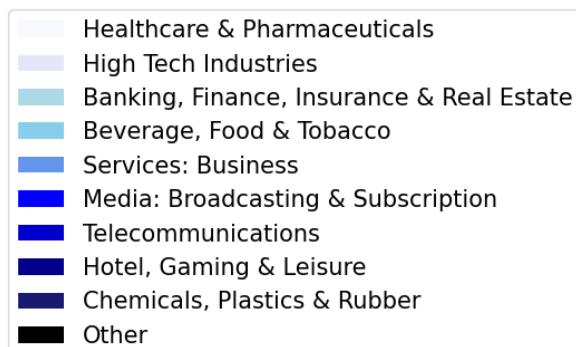 Healthcare & Pharmaceuticals
High Tech Industries
Banking, Finance, Insurance & Real Estate
Beverage, Food & Tobacco
Services: Business
Media: Broadcasting & Subscription
Telecommunications
Hotel, Gaming & Leisure
Chemicals, Plastics & Rubber
Other